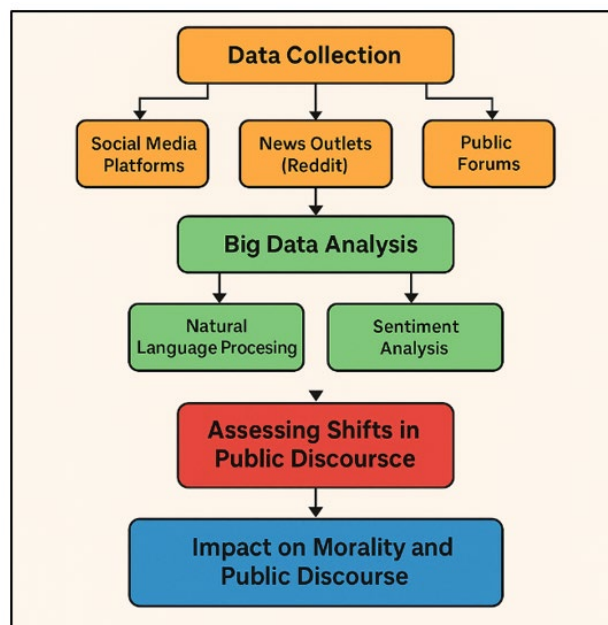 Data Collection
Social Media
Platforms
News Outlets
(Reddit)
Public
Forums
Big Data Analysis
Natural
Language Procesing
Sentiment
Analysis
Assessing Shifts in
Public Discoursce
Impact on Morality and
Public Discourse